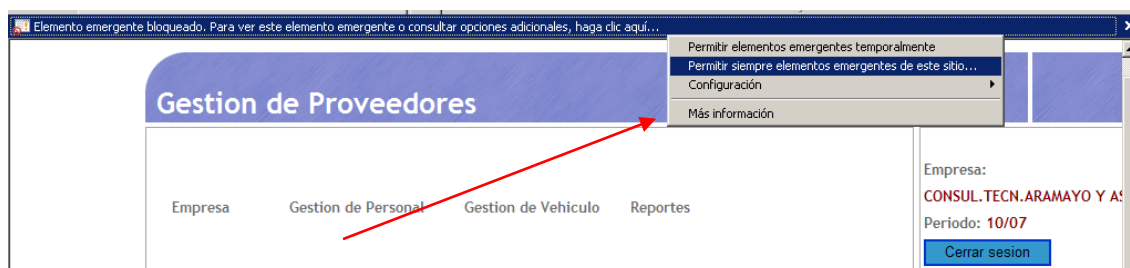 Elemento emergente bloqueado. Para ver este elemento emergente o consultar opciones adicionales, haga clic aquí...
Permitir elementos emergentes temporalmente
Permitir siempre elementos emergentes de este sitio...
Configuración
Más información
Gestion de Proveedores
Empresa Gestion de Personal Gestion de Vehiculo Reportes
Empresa:
CONSUL.TECN.ARAMAYO Y AS
Periodo: 10/07
Cerrar sesion